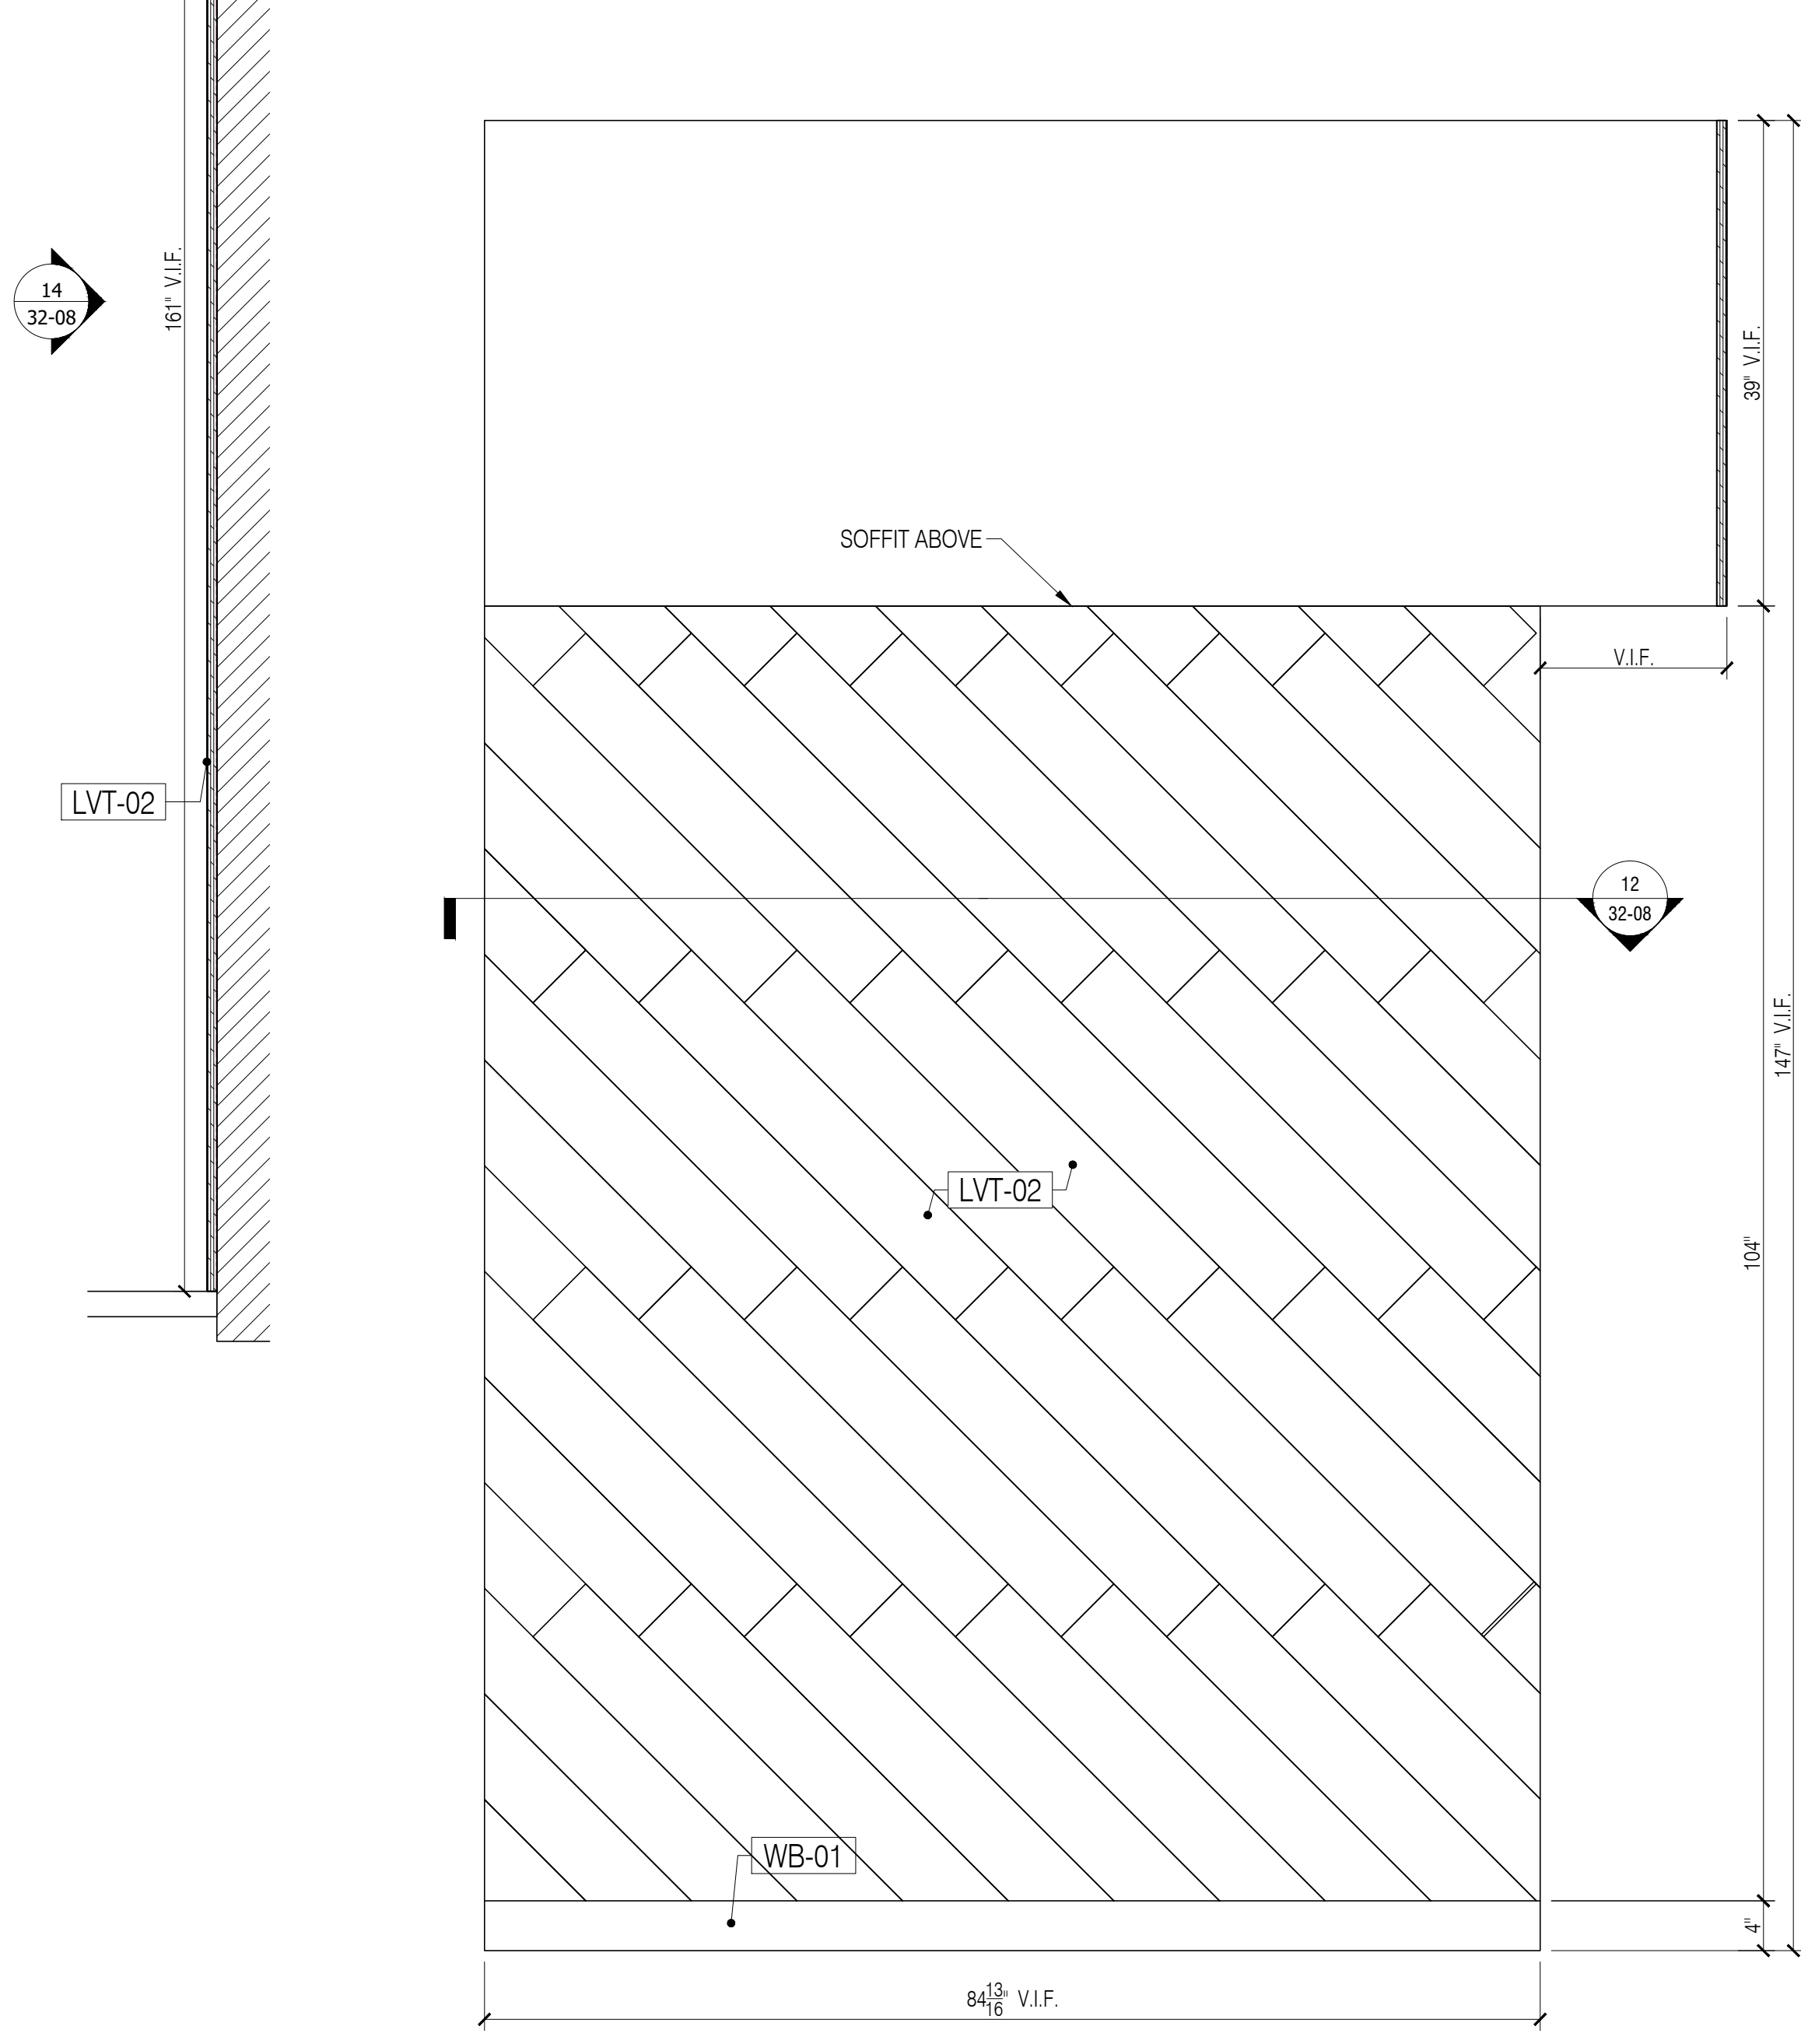 14
32-08
161" V.I.F.
LVT-02
SOFFIT ABOVE
39" V.I.F.
V.I.F.
12
32-08
147" V.I.F.
LVT-02
104"
WB-01
4"
84 13/16" V.I.F.